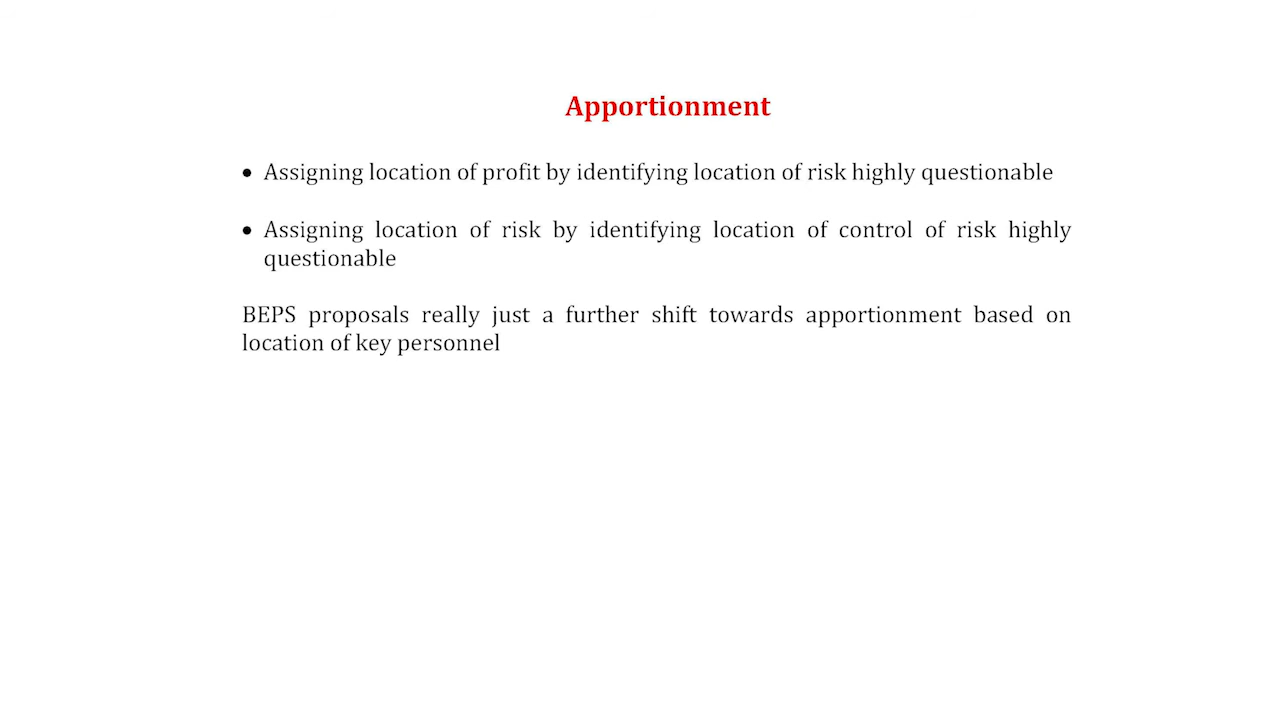 Apportionment
• Assigning location of profit by identifying location of risk highly questionable
• Assigning location of risk by identifying location of control of risk highly
questionable
BEPS proposals really just a further shift towards apportionment based on
location of key personnel